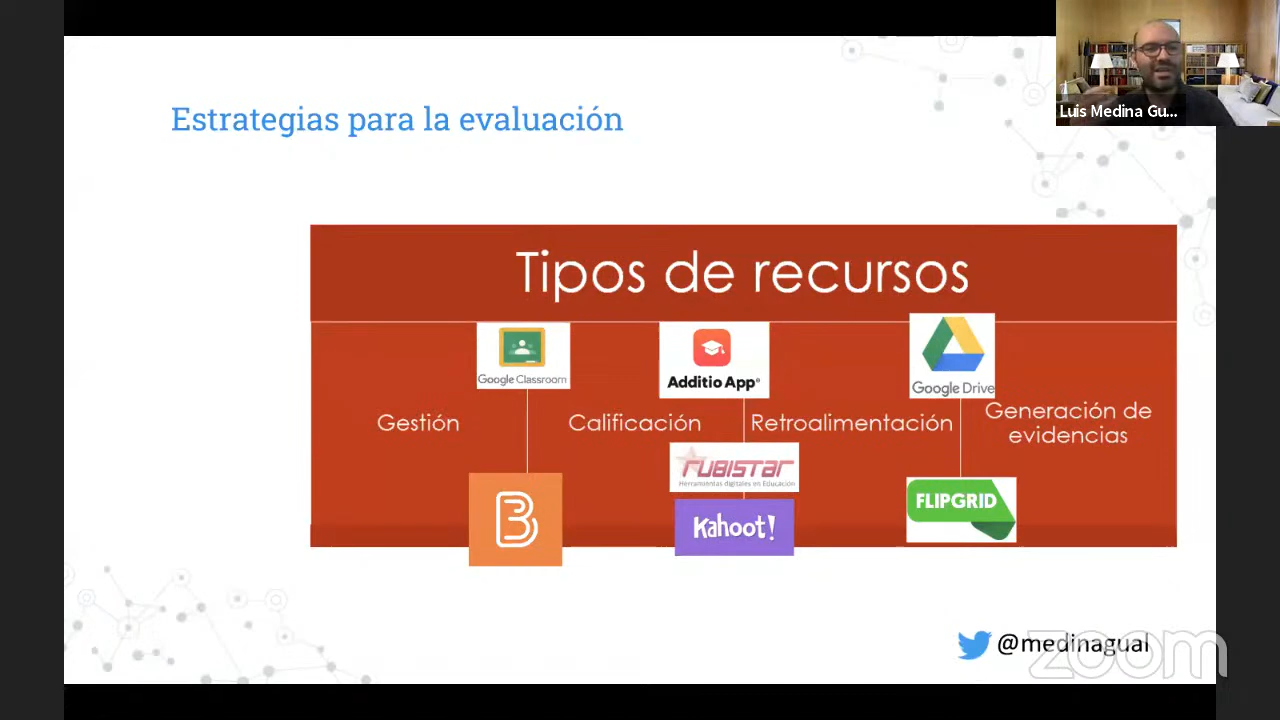 Luis Medina Gu...
Estrategias para la evaluación
Tipos de recursos
Google Classroom
Additio App®
Google Drive
Gestión
Calificación
Retroalimentación
Generación de
evidencias
RUBISTAR
Herramientas digitales en Educación
B
Kahoot!
FLIPGRID
@medinagual
zoom